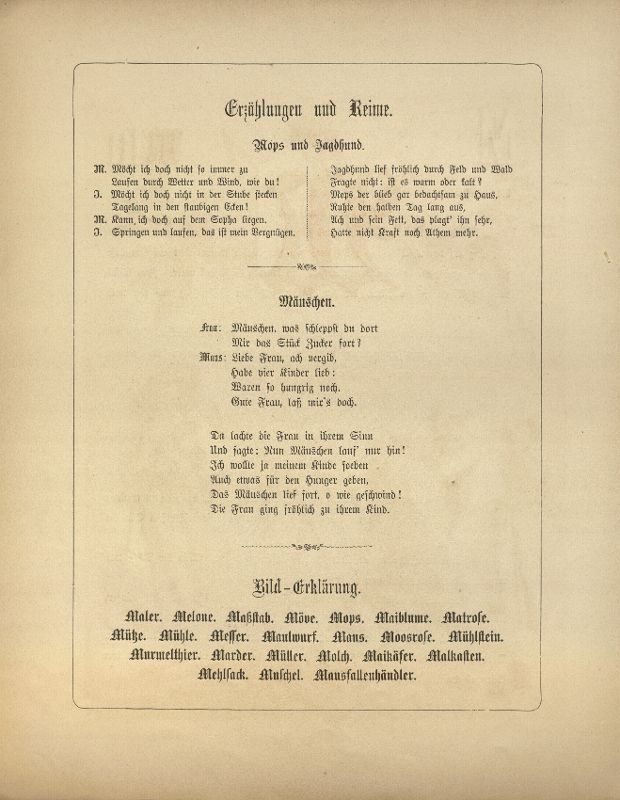 Erzählungen und Reime.
Mops und Jagdhund.
M. Möcht ich doch nicht so immer zu
Laufen durch Wetter und Wind, wie du!
J. Möcht ich doch nicht in der Stube stecken
Tagelang in den staubigen Ecken!
M. Kann ich doch auf dem Sopha liegen.
J. Springen und laufen, das ist mein Vergnügen.
Jagdhund lief fröhlich durch Feld und Wald
Fragte nicht: ist es warm oder kalt?
Mops der blieb gar bedachtsam zu Haus,
Ruhte den halben Tag lang aus,
Ach und sein Fett, das plagt' ihn sehr,
Hatte nicht Kraft noch Athem mehr.
Mäuschen.
Frau: Mäuschen, was schleppst du dort
Mir das Stück Zucker fort?
Maus: Liebe Frau, ach vergib,
Habe vier Kinder lieb:
Waren so hungrig noch.
Gute Frau, laß mir's doch.
Da lachte die Frau in ihrem Sinn
Und sagte: Nun Mäuschen lauf' nur hin!
Ich wollte ja meinem Kinde soeben
Auch etwas für den Hunger geben,
Das Mäuschen lief fort, o wie geschwind!
Die Frau ging fröhlich zu ihrem Kind.
Bild-Erklärung.
Maler. Melone. Maßstab. Möve. Mops. Maiblume. Matrose.
Mütze. Mühle. Messer. Maulwurf. Maus. Moosrose. Mühlstein.
Murmelthier. Marder. Müller. Molch. Maikäfer. Malkasten.
Mehlsack. Muschel. Mausfallenhändler.